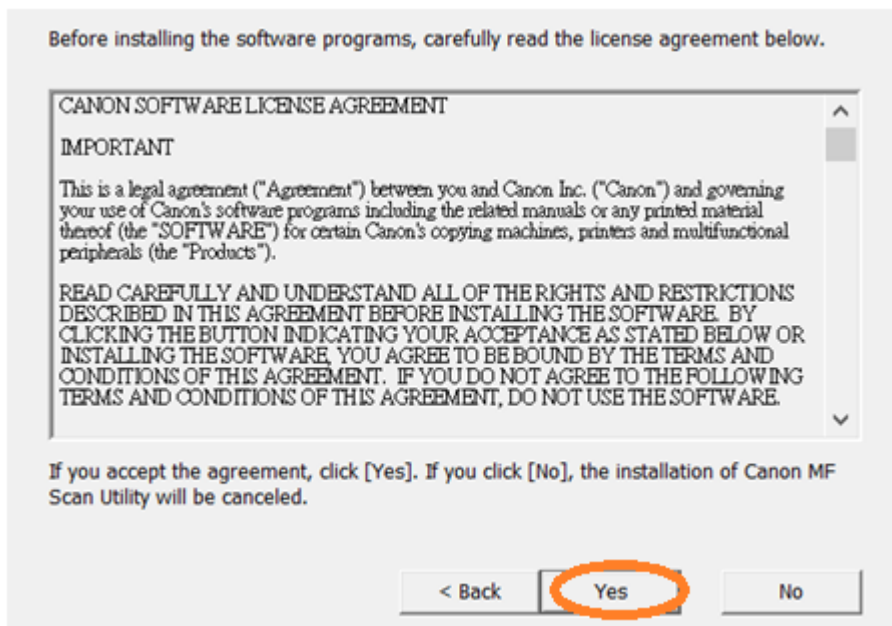 Before installing the software programs, carefully read the license agreement below.
CANON SOFTWARE LICENSE AGREEMENT
IMPORTANT
This is a legal agreement ("Agreement") between you and Canon Inc. ("Canon") and governing
your use of Canon's software programs including the related manuals or any printed material
thereof (the "SOFTWARE") for certain Canon's copying machines, printers and multifunctional
peripherals (the "Products").
READ CAREFULLY AND UNDERSTAND ALL OF THE RIGHTS AND RESTRICTIONS
DESCRIBED IN THIS AGREEMENT BEFORE INSTALLING THE SOFTWARE. BY
CLICKING THE BUTTON INDICATING YOUR ACCEPTANCE AS STATED BELOW OR
INSTALLING THE SOFTWARE, YOU AGREE TO BE BOUND BY THE TERMS AND
CONDITIONS OF THIS AGREEMENT. IF YOU DO NOT AGREE TO THE FOLLOWING
TERMS AND CONDITIONS OF THIS AGREEMENT, DO NOT USE THE SOFTWARE.
If you accept the agreement, click [Yes]. If you click [No], the installation of Canon MF
Scan Utility will be canceled.
< Back Yes No